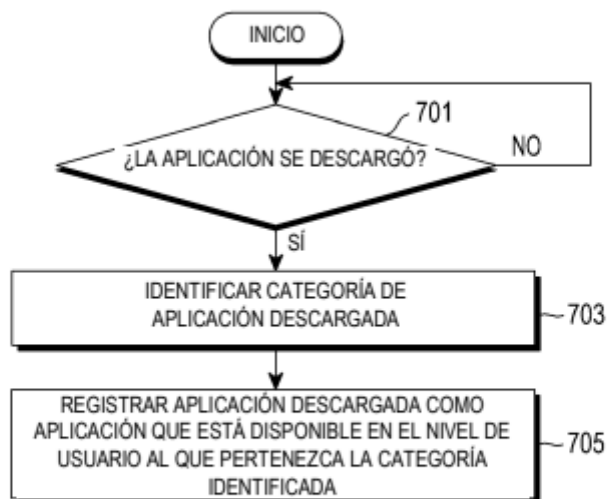 INICIO
701
¿LA APLICACIÓN SE DESCARGÓ?
NO
SÍ
IDENTIFICAR CATEGORÍA DE
APLICACIÓN DESCARGADA
703
REGISTRAR APLICACIÓN DESCARGADA COMO
APLICACIÓN QUE ESTÁ DISPONIBLE EN EL NIVEL DE
USUARIO AL QUE PERTENEZCA LA CATEGORÍA
IDENTIFICADA
705